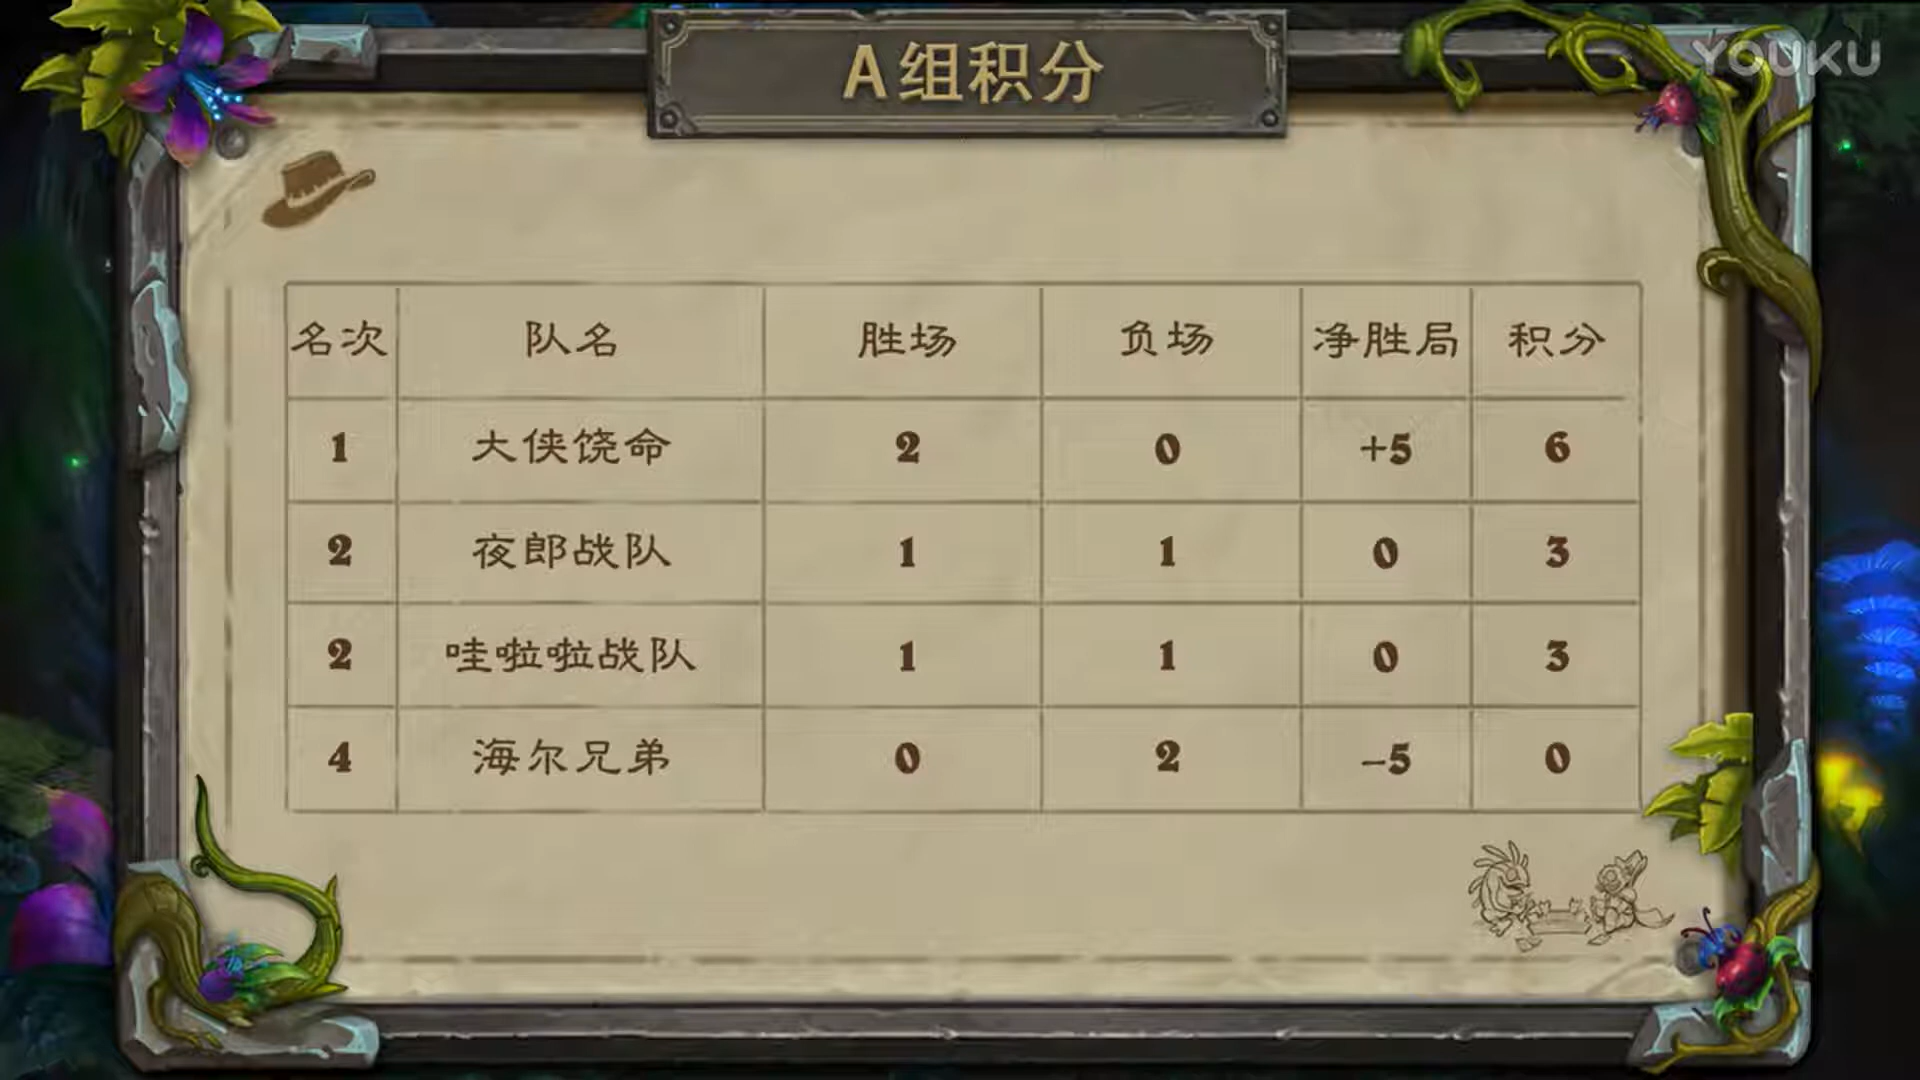 A组积分
YOUKU
名次 队名 胜场 负场 净胜局 积分
1 大侠饶命 2 0 +5 6
2 夜郎战队 1 1 0 3
2 哇啦啦战队 1 1 0 3
4 海尔兄弟 0 2 -5 0